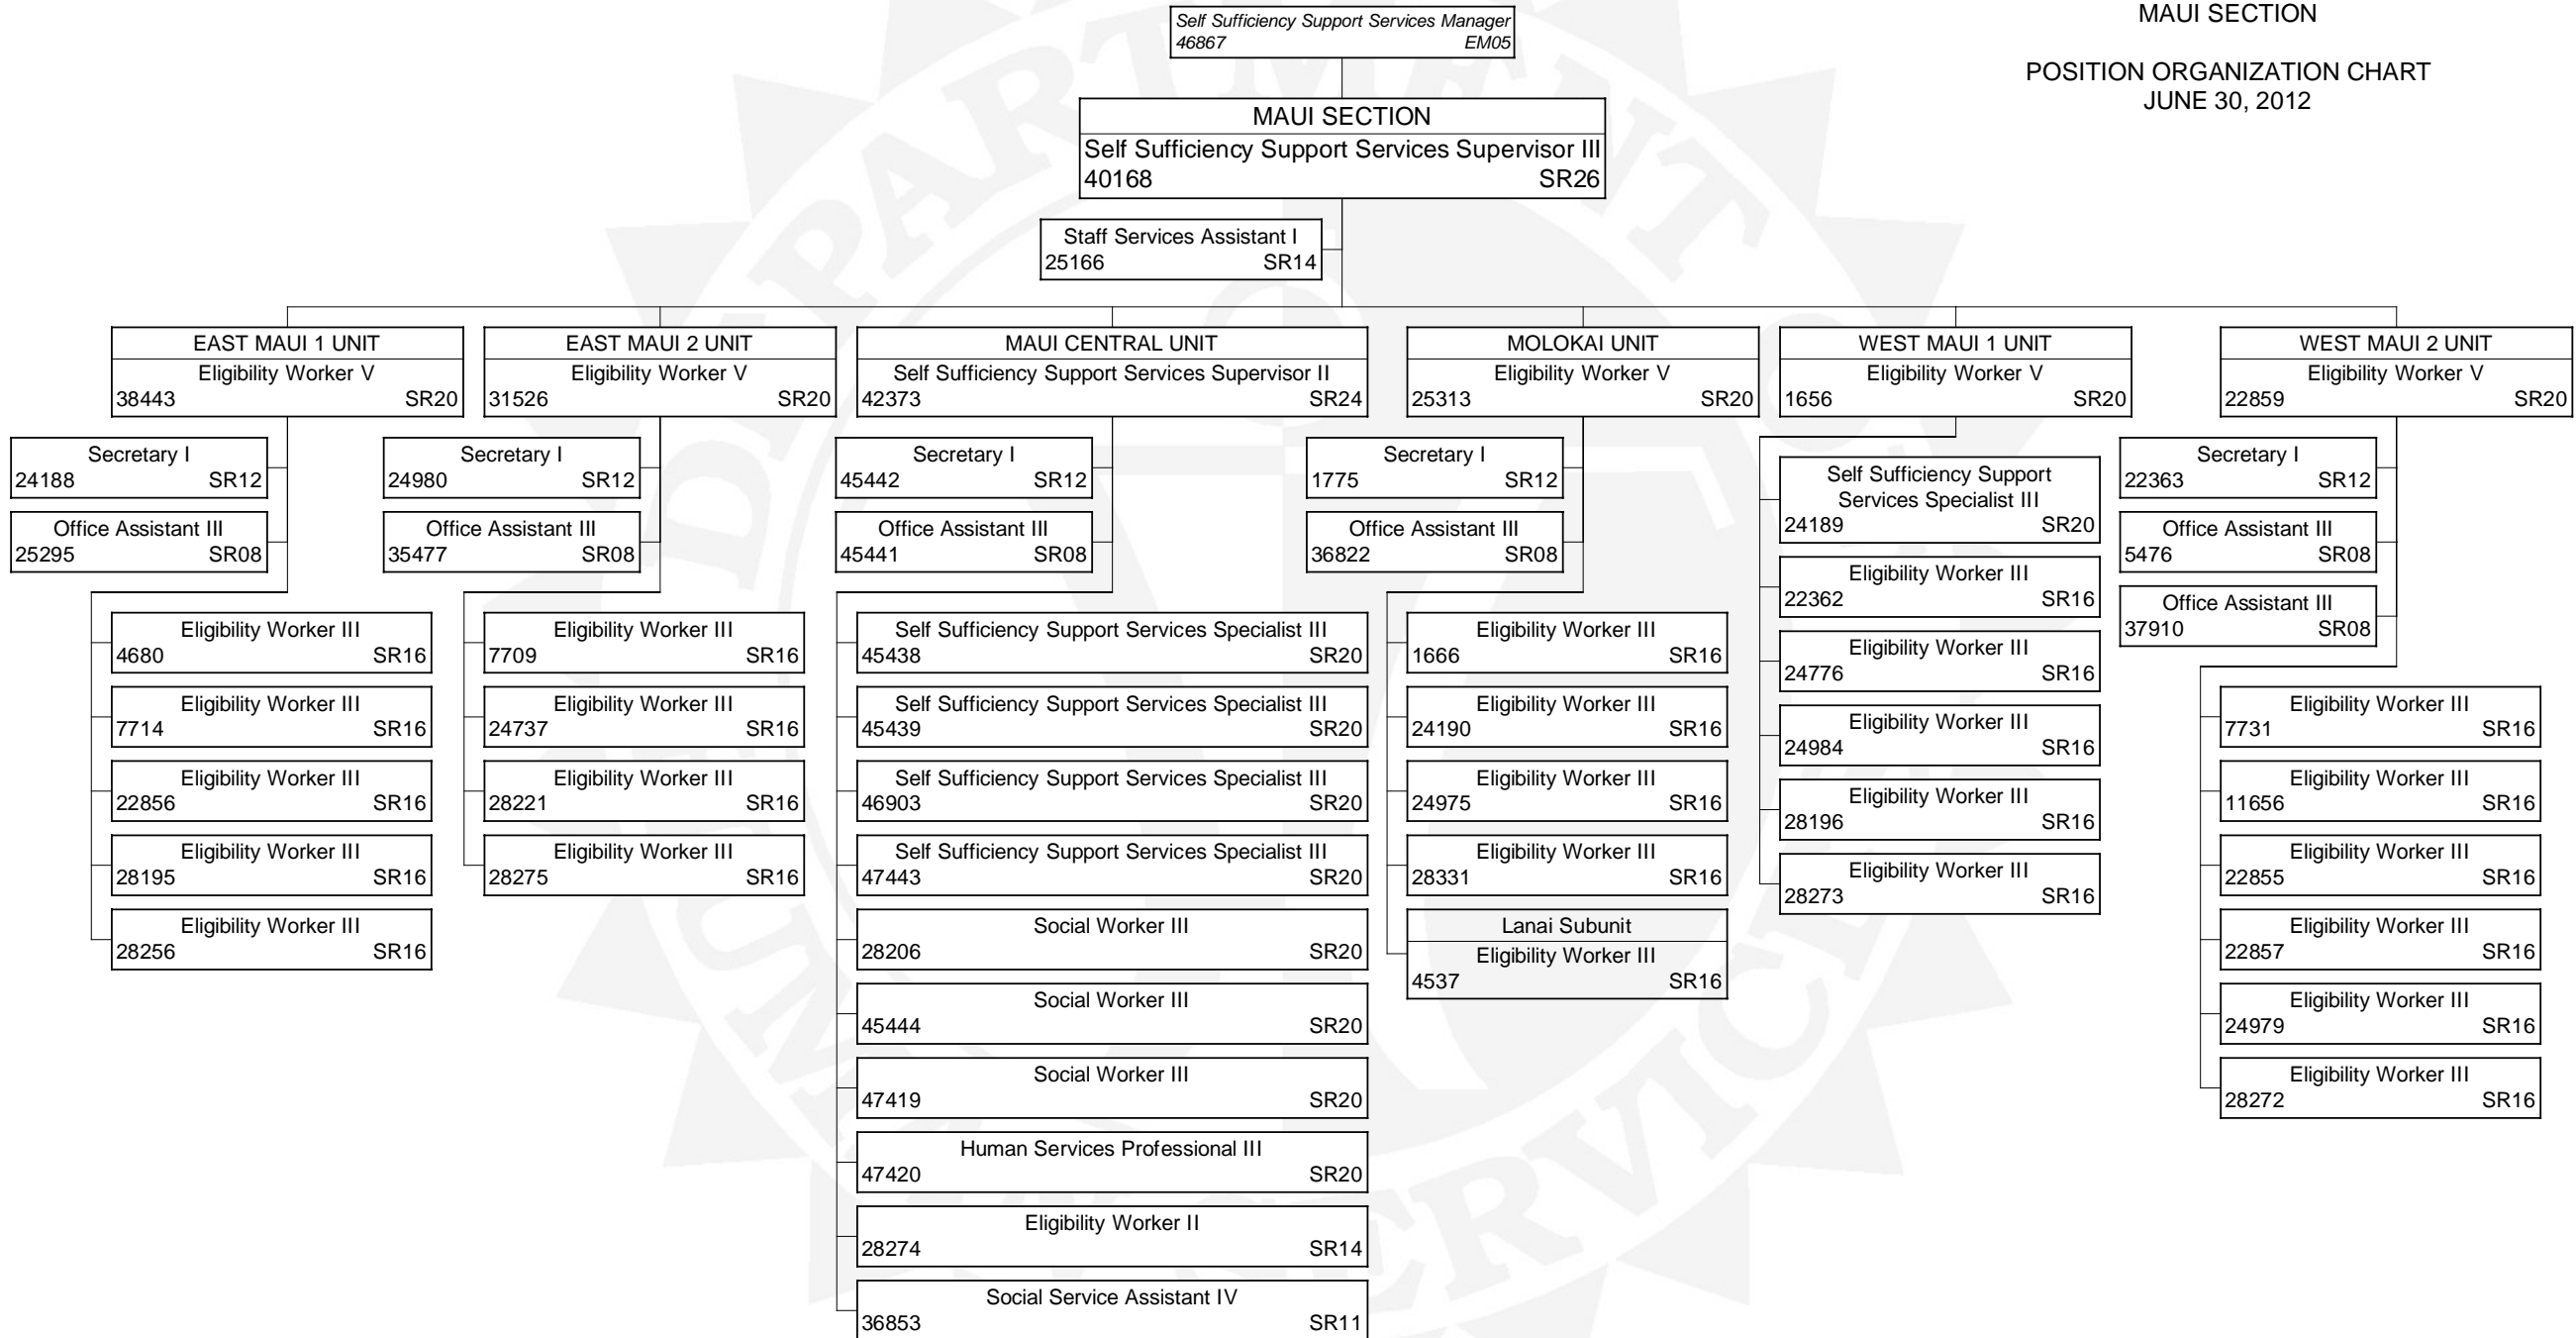 MAUI SECTION
POSITION ORGANIZATION CHART
JUNE 30, 2012
Self Sufficiency Support Services Manager
46867 EM05
MAUI SECTION
Self Sufficiency Support Services Supervisor III
40168 SR26
Staff Services Assistant I
25166 SR14
EAST MAUI 1 UNIT
Eligibility Worker V
38443 SR20
Secretary I
24188 SR12
Office Assistant III
25295 SR08
Eligibility Worker III
4680 SR16
Eligibility Worker III
7714 SR16
Eligibility Worker III
22856 SR16
Eligibility Worker III
28195 SR16
Eligibility Worker III
28256 SR16
EAST MAUI 2 UNIT
Eligibility Worker V
31526 SR20
Secretary I
24980 SR12
Office Assistant III
35477 SR08
Eligibility Worker III
7709 SR16
Eligibility Worker III
24737 SR16
Eligibility Worker III
28221 SR16
Eligibility Worker III
28275 SR16
MAUI CENTRAL UNIT
Self Sufficiency Support Services Supervisor II
42373 SR24
Secretary I
45442 SR12
Office Assistant III
45441 SR08
Self Sufficiency Support Services Specialist III
45438 SR20
Self Sufficiency Support Services Specialist III
45439 SR20
Self Sufficiency Support Services Specialist III
46903 SR20
Self Sufficiency Support Services Specialist III
47443 SR20
Social Worker III
28206 SR20
Social Worker III
45444 SR20
Social Worker III
47419 SR20
Human Services Professional III
47420 SR20
Eligibility Worker II
28274 SR14
Social Service Assistant IV
36853 SR11
MOLOKAI UNIT
Eligibility Worker V
25313 SR20
Secretary I
1775 SR12
Office Assistant III
36822 SR08
Eligibility Worker III
1666 SR16
Eligibility Worker III
24190 SR16
Eligibility Worker III
24975 SR16
Eligibility Worker III
28331 SR16
Lanai Subunit
Eligibility Worker III
4537 SR16
WEST MAUI 1 UNIT
Eligibility Worker V
1656 SR20
Self Sufficiency Support
Services Specialist III
24189 SR20
Eligibility Worker III
22362 SR16
Eligibility Worker III
24776 SR16
Eligibility Worker III
24984 SR16
Eligibility Worker III
28196 SR16
Eligibility Worker III
28273 SR16
WEST MAUI 2 UNIT
Eligibility Worker V
22859 SR20
Secretary I
22363 SR12
Office Assistant III
5476 SR08
Office Assistant III
37910 SR08
Eligibility Worker III
7731 SR16
Eligibility Worker III
11656 SR16
Eligibility Worker III
22855 SR16
Eligibility Worker III
22857 SR16
Eligibility Worker III
24979 SR16
Eligibility Worker III
28272 SR16